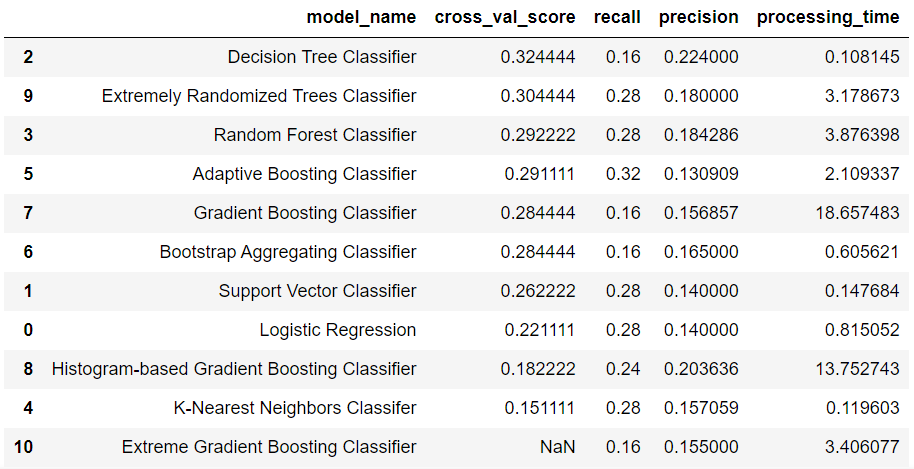 model_name cross_val_score recall precision processing_time
2 Decision Tree Classifier 0.324444 0.16 0.224000 0.108145
9 Extremely Randomized Trees Classifier 0.304444 0.28 0.180000 3.178673
3 Random Forest Classifier 0.292222 0.28 0.184286 3.876398
5 Adaptive Boosting Classifier 0.291111 0.32 0.130909 2.109337
7 Gradient Boosting Classifier 0.284444 0.16 0.156857 18.657483
6 Bootstrap Aggregating Classifier 0.284444 0.16 0.165000 0.605621
1 Support Vector Classifier 0.262222 0.28 0.140000 0.147684
0 Logistic Regression 0.221111 0.28 0.140000 0.815052
8 Histogram-based Gradient Boosting Classifier 0.182222 0.24 0.203636 13.752743
4 K-Nearest Neighbors Classifer 0.151111 0.28 0.157059 0.119603
10 Extreme Gradient Boosting Classifier NaN 0.16 0.155000 3.406077